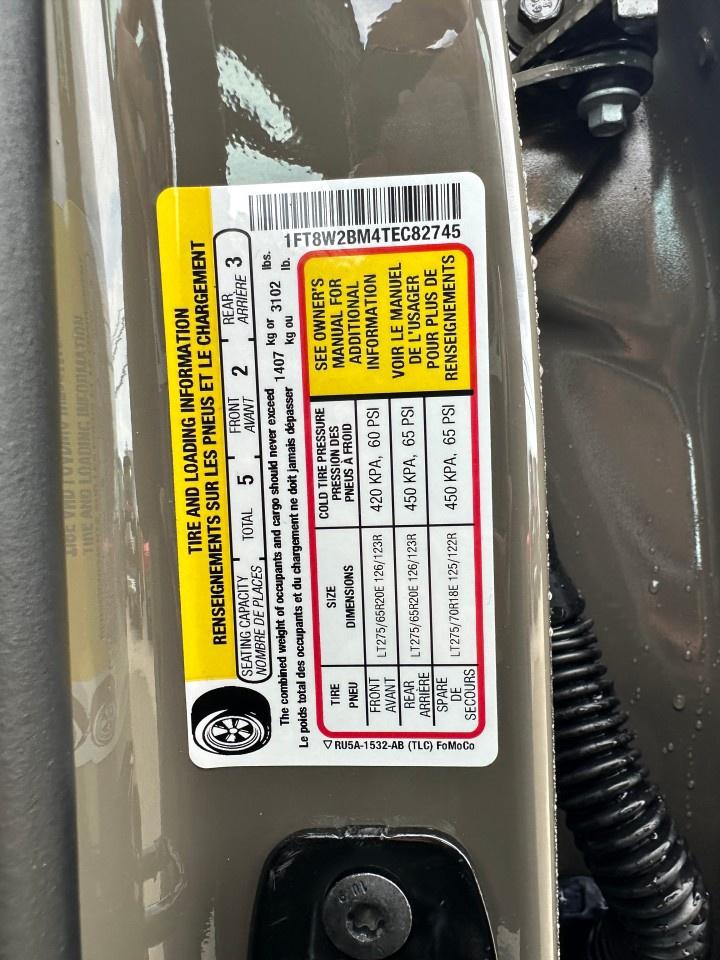 TIRE AND LOADING INFORMATION
RENSEIGNEMENTS SUR LES PNEUS ET LE CHARGEMENT
SEATING CAPACITY
NOMBRE DE PLACES
TOTAL 5
FRONT
AVANT
2
REAR
ARRIÈRE
3
The combined weight of occupants and cargo should never exceed 1407 kg or 3102 lbs.
Le poids total des occupants et du chargement ne doit jamais dépasser kg ou lb.
1FT8W2BM4TEC82745
TIRE
PNEU
SIZE
DIMENSIONS
COLD TIRE PRESSURE
PRESSION DES
PNEUS À FROID
FRONT
AVANT
LT275/65R20E 126/123R
420 KPA, 60 PSI
REAR
ARRIÈRE
LT275/65R20E 126/123R
450 KPA, 65 PSI
SPARE
DE
SECOURS
LT275/70R18E 125/122R
450 KPA, 65 PSI
SEE OWNER'S
MANUAL FOR
ADDITIONAL
INFORMATION
VOIR LE MANUEL
DE L'USAGER
POUR PLUS DE
RENSEIGNEMENTS
RU5A-1532-AB (TLC) FoMoCo